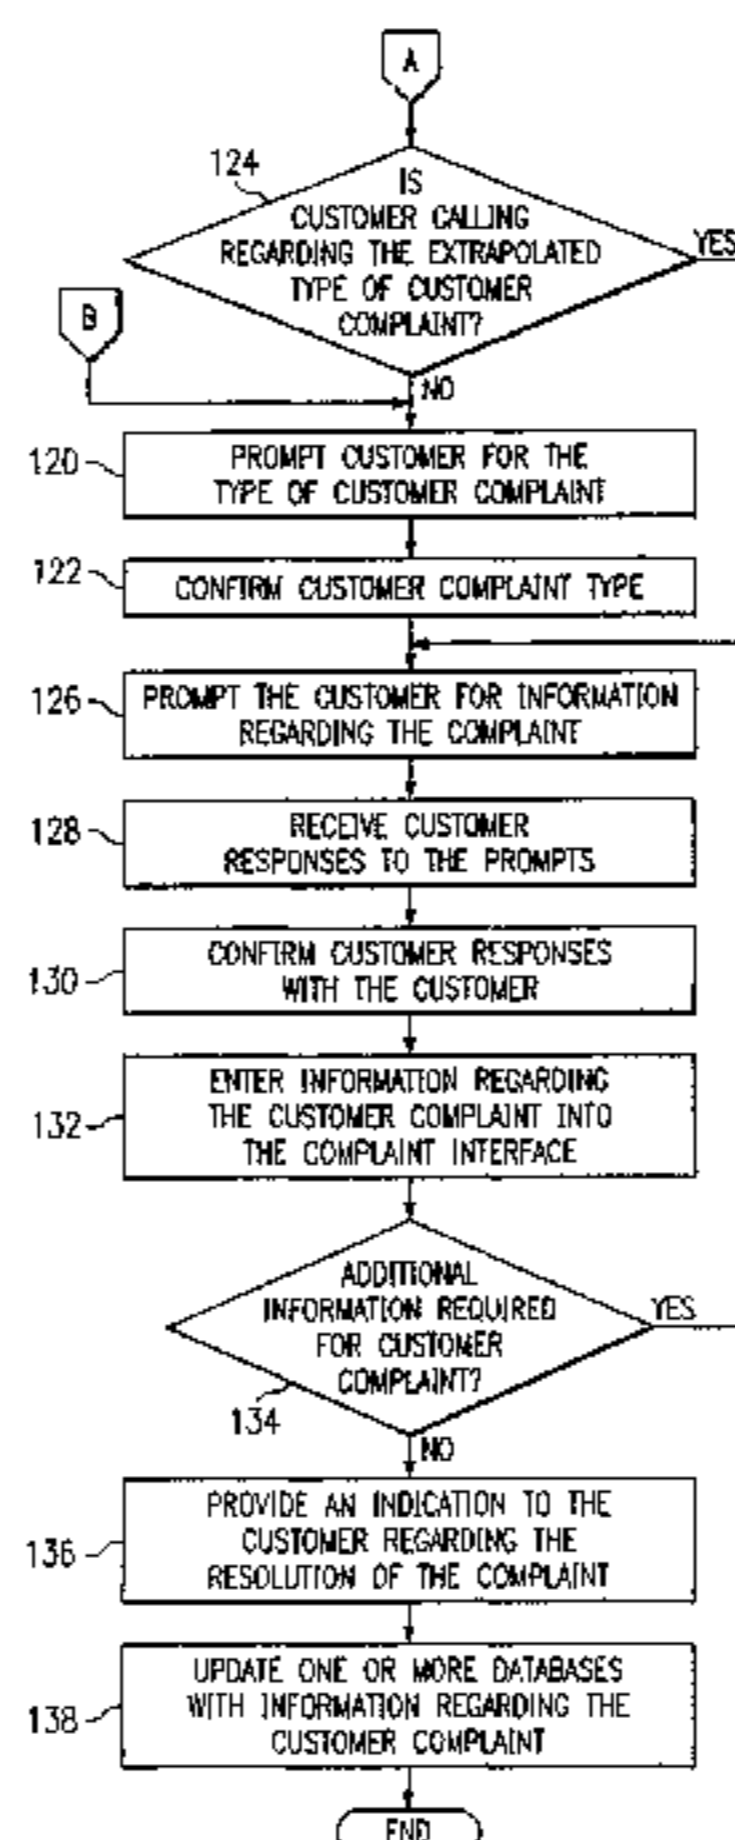 A
124
IS
CUSTOMER CALLING
REGARDING THE EXTRAPOLATED
TYPE OF CUSTOMER
COMPLAINT?
YES
B
NO
120
PROMPT CUSTOMER FOR THE
TYPE OF CUSTOMER COMPLAINT
122
CONFIRM CUSTOMER COMPLAINT TYPE
126
PROMPT THE CUSTOMER FOR INFORMATION
REGARDING THE COMPLAINT
128
RECEIVE CUSTOMER
RESPONSES TO THE PROMPTS
130
CONFIRM CUSTOMER RESPONSES
WITH THE CUSTOMER
132
ENTER INFORMATION REGARDING
THE CUSTOMER COMPLAINT INTO
THE COMPLAINT INTERFACE
ADDITIONAL
INFORMATION REQUIRED
FOR CUSTOMER
COMPLAINT?
YES
134
NO
136
PROVIDE AN INDICATION TO THE
CUSTOMER REGARDING THE
RESOLUTION OF THE COMPLAINT
138
UPDATE ONE OR MORE DATABASES
WITH INFORMATION REGARDING THE
CUSTOMER COMPLAINT
END